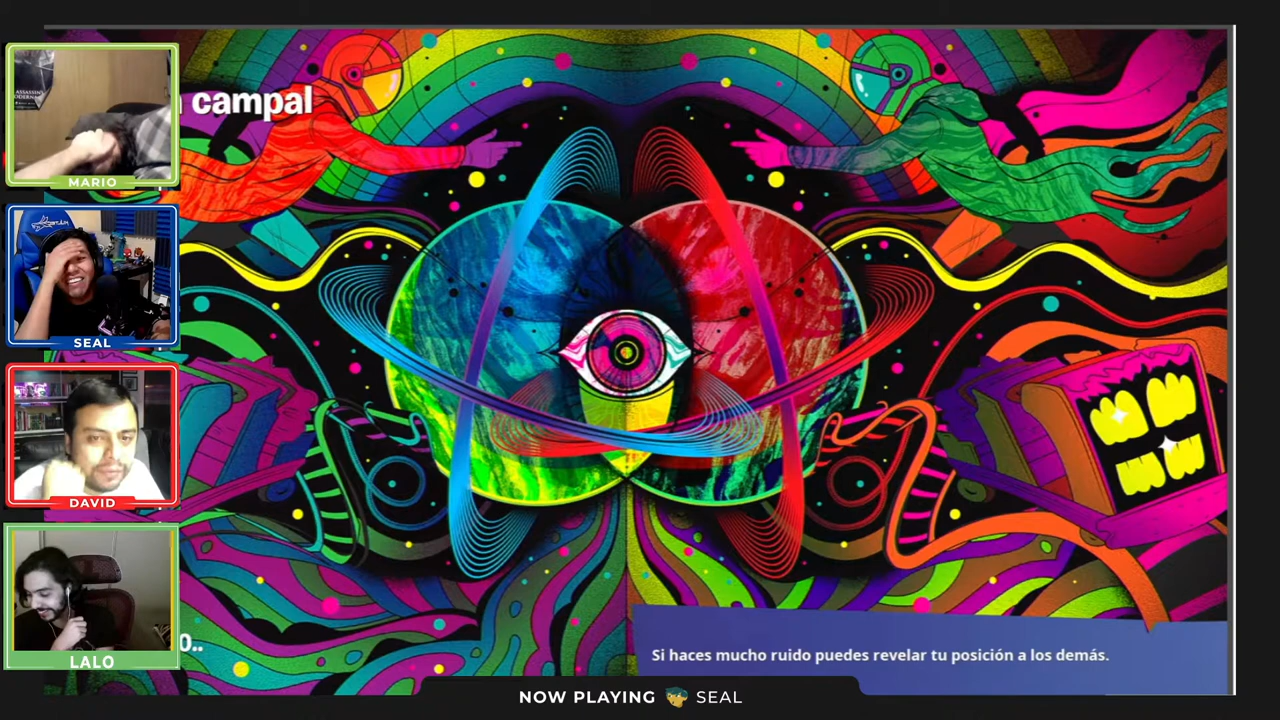 campal
MARIO
SEAL
DAVID
LALO
Si haces mucho ruido puedes revelar tu posición a los demás.
NOW PLAYING SEAL